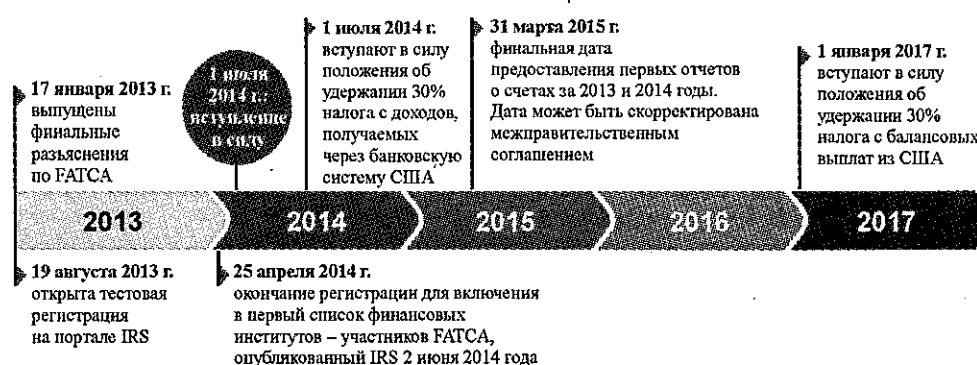 17 января 2013 г.
выпущены
финальные
разъяснения
по FATCA
1 июля
2014 г.:
вступление
в силу
1 июля 2014 г.
вступают в силу
положения об
удержании 30%
налога с доходов,
получаемых
через банковскую
систему США
31 марта 2015 г.
финальная дата
предоставления первых отчетов
о счетах за 2013 и 2014 годы.
Дата может быть скорректирована
межправительственным
соглашением
1 января 2017 г.
вступают в силу
положения об
удержании 30%
налога с балансовых
выплат из США
2013
2014
2015
2016
2017
19 августа 2013 г.
открыта тестовая
регистрация
на портале IRS
25 апреля 2014 г.
окончание регистрации для включения
в первый список финансовых
институтов – участников FATCA,
опубликованный IRS 2 июня 2014 года